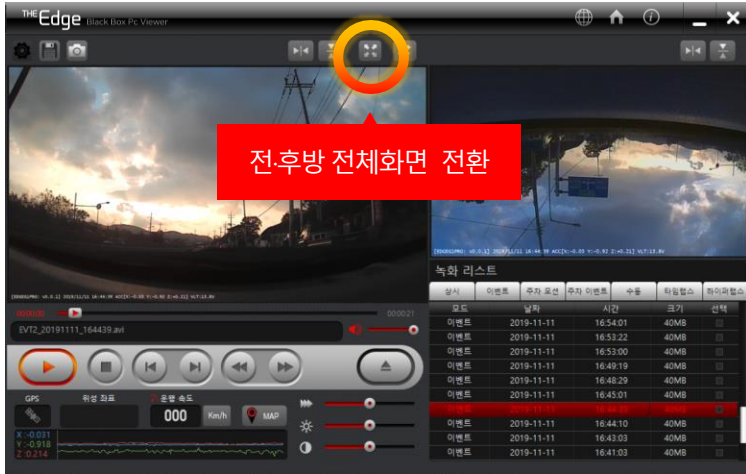 THE Edge Black Box Pc Viewer
전·후방 전체화면 전환
녹화 리스트
상시 이벤트 주차 모션 주차 이벤트 수동 타임랩스 하이퍼랩스
모드 날짜 시간 크기 선택
이벤트 2019-11-11 16:54:01 40MB
이벤트 2019-11-11 16:53:22 40MB
이벤트 2019-11-11 16:53:00 40MB
이벤트 2019-11-11 16:49:19 40MB
이벤트 2019-11-11 16:48:29 40MB
이벤트 2019-11-11 16:45:01 40MB
이벤트 2019-11-11 16:44:10 40MB
이벤트 2019-11-11 16:43:03 40MB
이벤트 2019-11-11 16:41:03 40MB
00:00:00 00:00:21
EVT2_20191111_164439.avi
GPS 위성 좌표 운행 속도
000 Km/h MAP
X :-0.031
Y :-0.918
Z :0.214